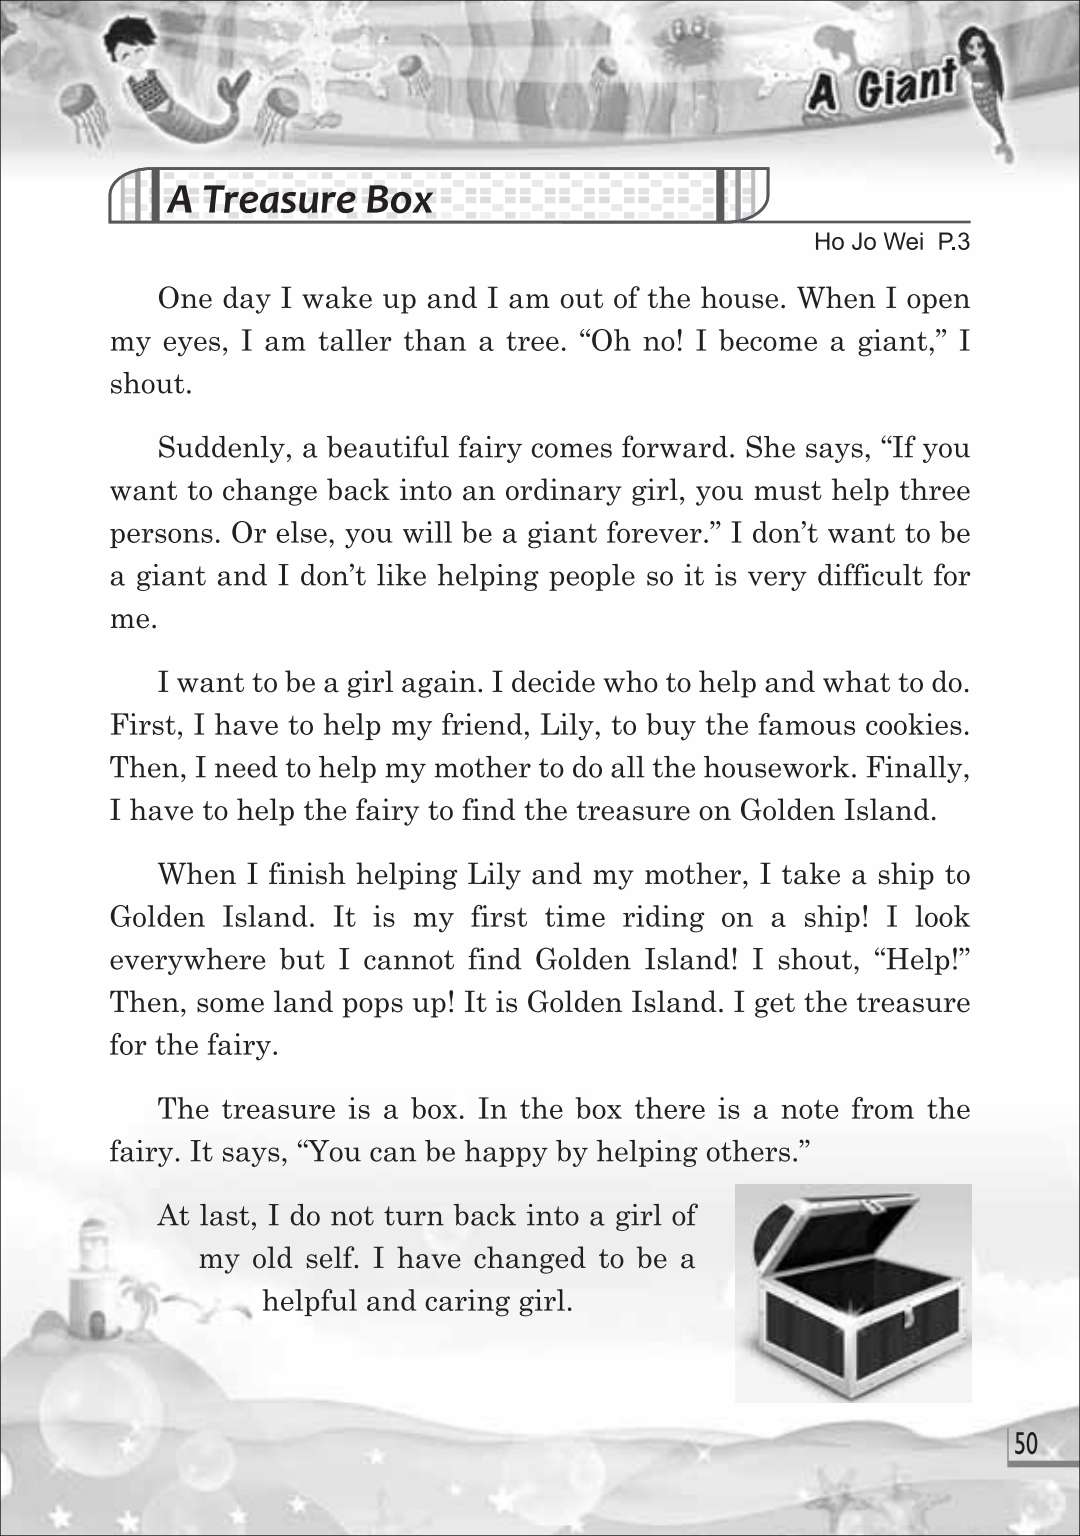 A Giant
A Treasure Box
Ho Jo Wei P.3
One day I wake up and I am out of the house. When I open
my eyes, I am taller than a tree. “Oh no! I become a giant,” I
shout.
Suddenly, a beautiful fairy comes forward. She says, “If you
want to change back into an ordinary girl, you must help three
persons. Or else, you will be a giant forever.” I don’t want to be
a giant and I don’t like helping people so it is very difficult for
me.
I want to be a girl again. I decide who to help and what to do.
First, I have to help my friend, Lily, to buy the famous cookies.
Then, I need to help my mother to do all the housework. Finally,
I have to help the fairy to find the treasure on Golden Island.
When I finish helping Lily and my mother, I take a ship to
Golden Island. It is my first time riding on a ship! I look
everywhere but I cannot find Golden Island! I shout, “Help!”
Then, some land pops up! It is Golden Island. I get the treasure
for the fairy.
The treasure is a box. In the box there is a note from the
fairy. It says, “You can be happy by helping others.”
At last, I do not turn back into a girl of
my old self. I have changed to be a
helpful and caring girl.
50